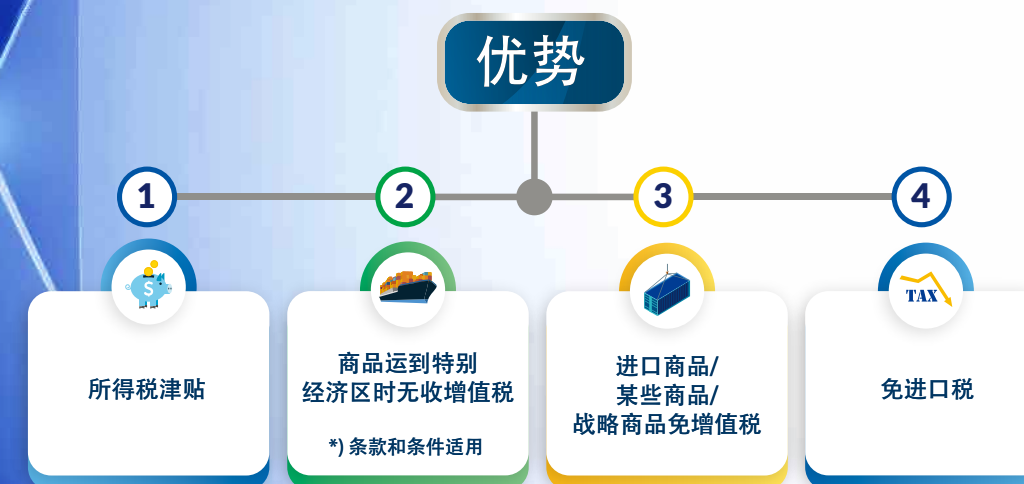 优势
1
2
3
4
$
TAX
所得税津贴
商品运到特别
经济区时无收增值税
*) 条款和条件适用
进口商品/
某些商品/
战略商品免增值税
免进口税